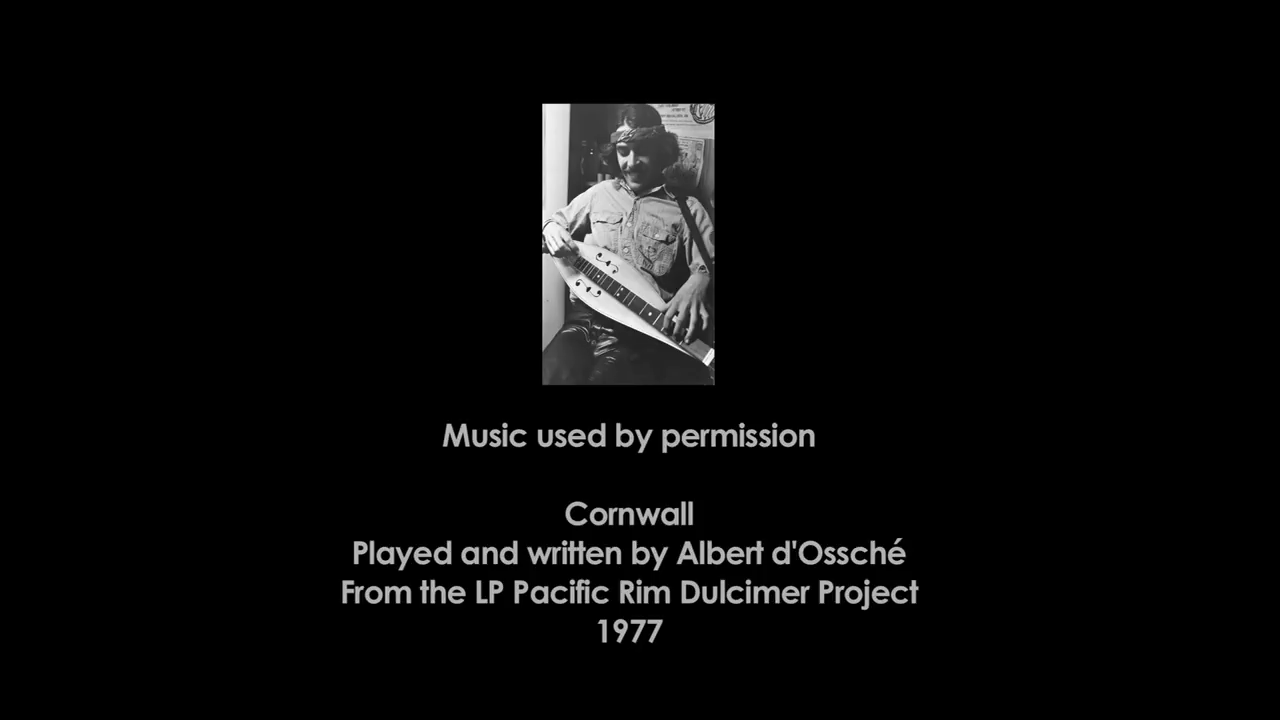 Music used by permission
Cornwall
Played and written by Albert d'Ossché
From the LP Pacific Rim Dulcimer Project
1977